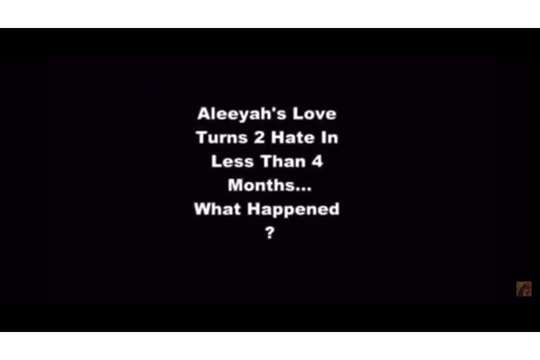 Aleeyah's Love
Turns 2 Hate In
Less Than 4
Months...
What Happened
?